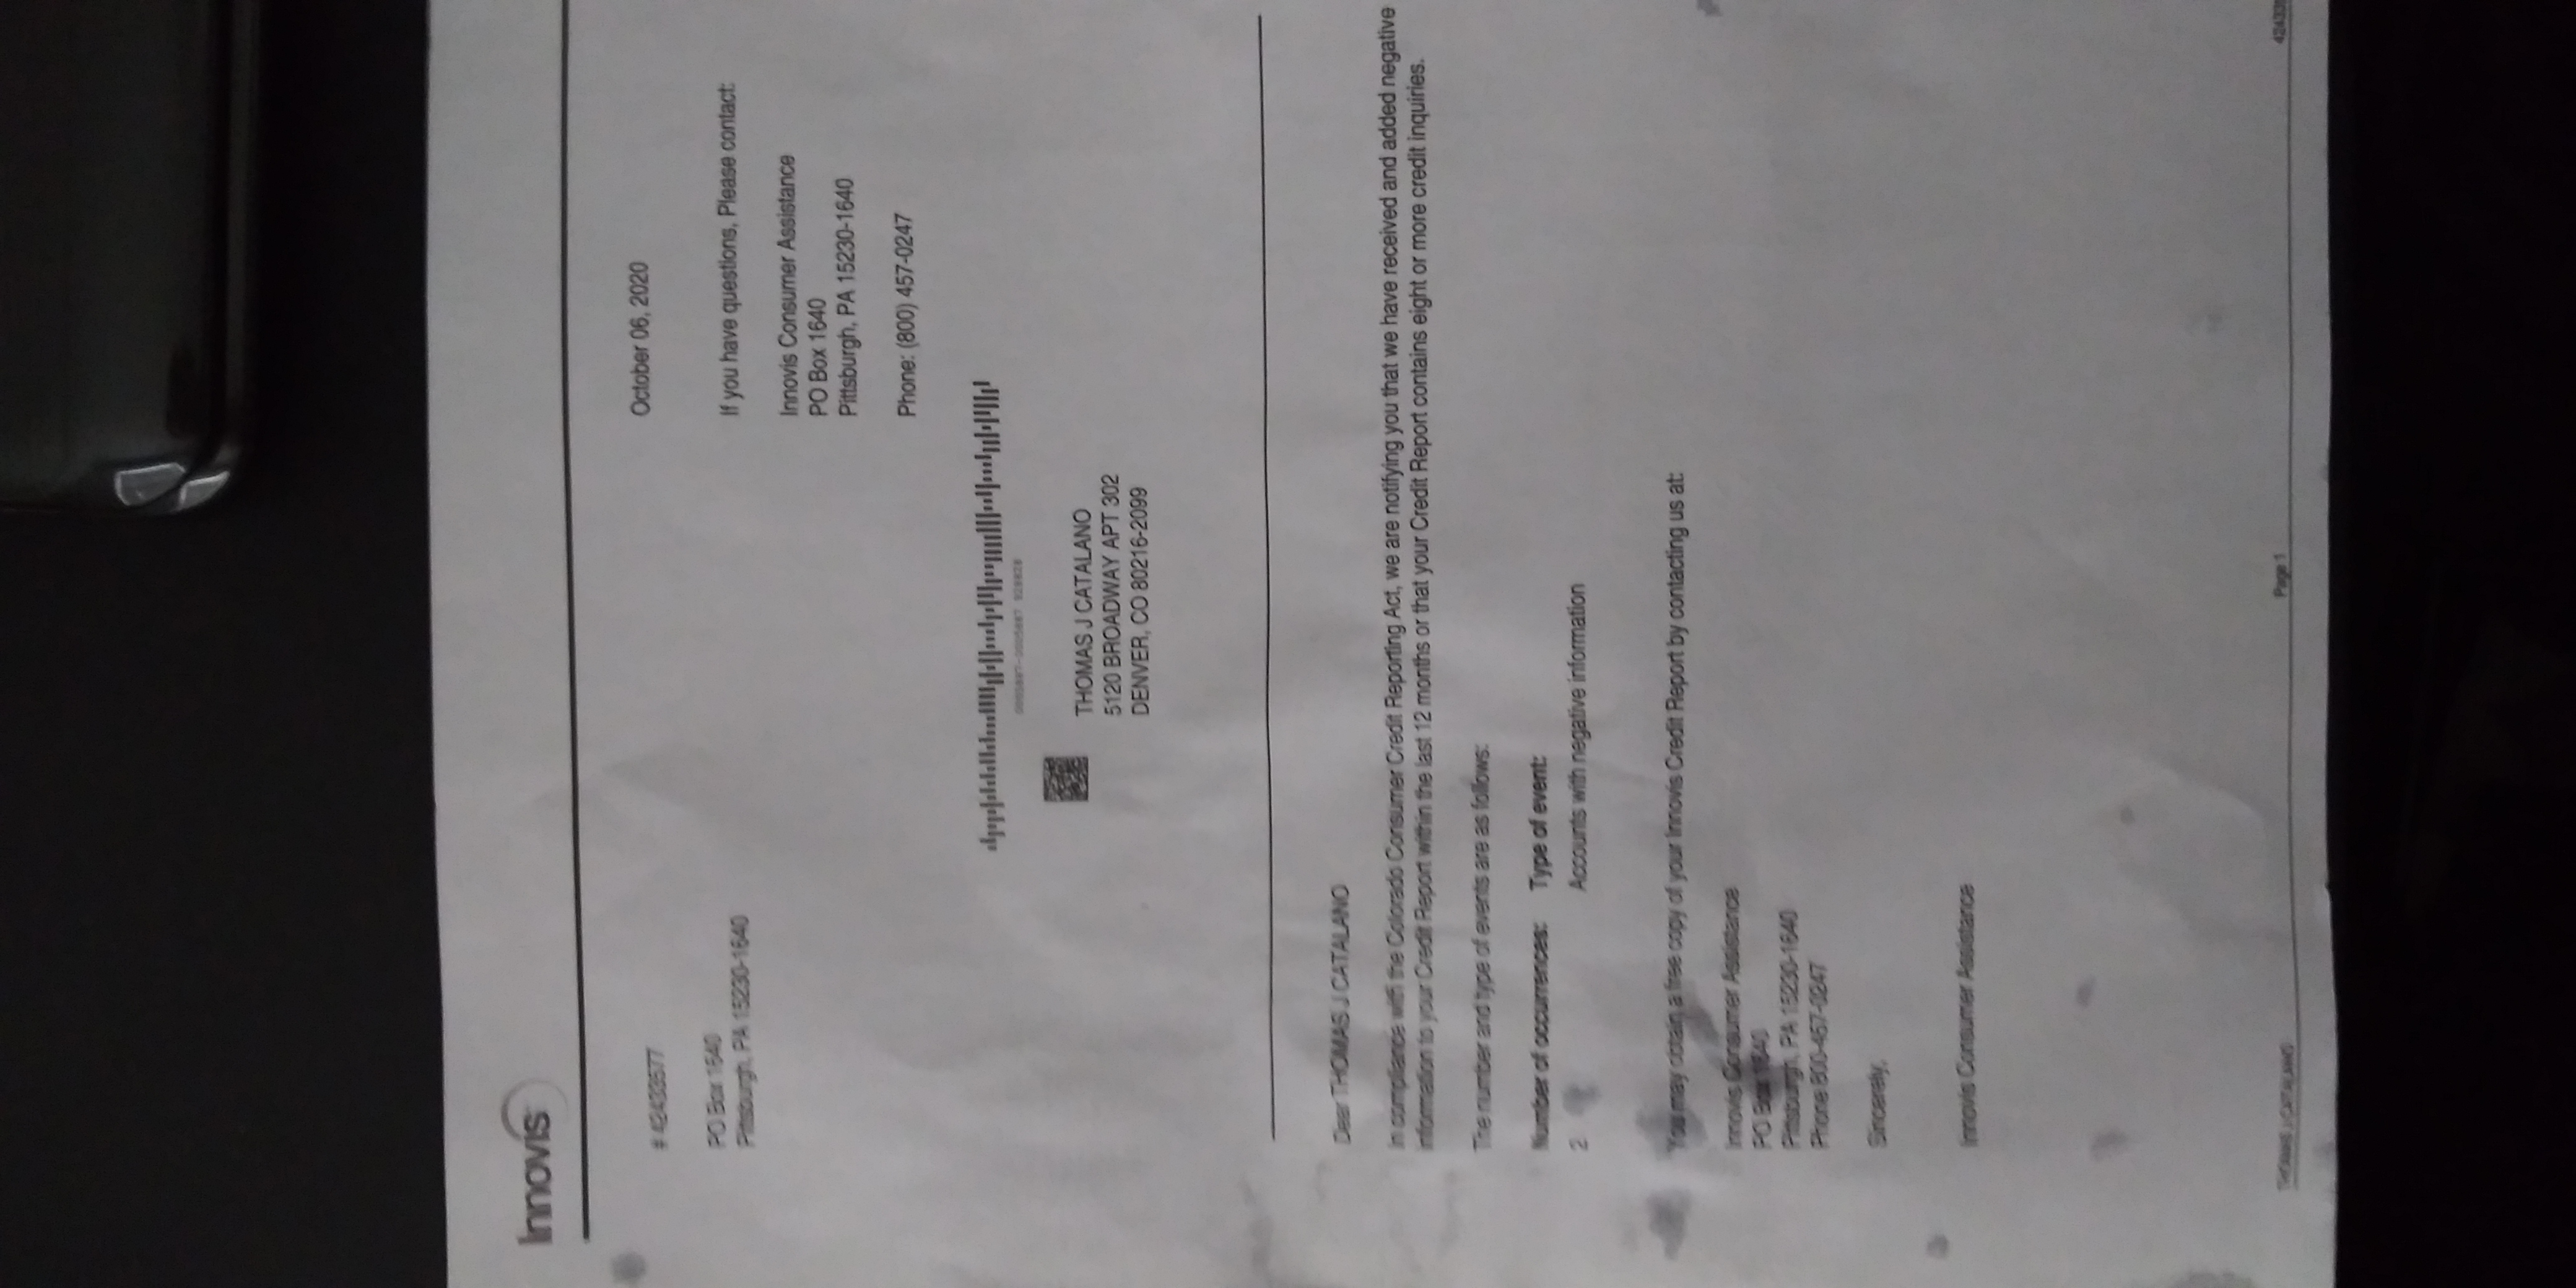 Innovis
October 06, 2020
# 42433577
PO Box 1640
Pittsburgh, PA 15230-1640
If you have questions, Please contact:
Innovis Consumer Assistance
PO Box 1640
Pittsburgh, PA 15230-1640
Phone: (800) 457-0247
THOMAS J CATALANO
5120 BROADWAY APT 302
DENVER, CO 80216-2099
Dear THOMAS J CATALANO
In compliance with the Colorado Consumer Credit Reporting Act, we are notifying you that we have received and added negative
information to your Credit Report within the last 12 months or that your Credit Report contains eight or more credit inquiries.
The number and type of events are as follows:
Number of occurrences: Type of event:
2 Accounts with negative information
You may obtain a free copy of your Innovis Credit Report by contacting us at:
Innovis Consumer Assistance
PO Box 1640
Pittsburgh, PA 15230-1640
Phone 800-457-0247
Sincerely,
Innovis Consumer Assistance
THOMAS J CATALANO Page 1